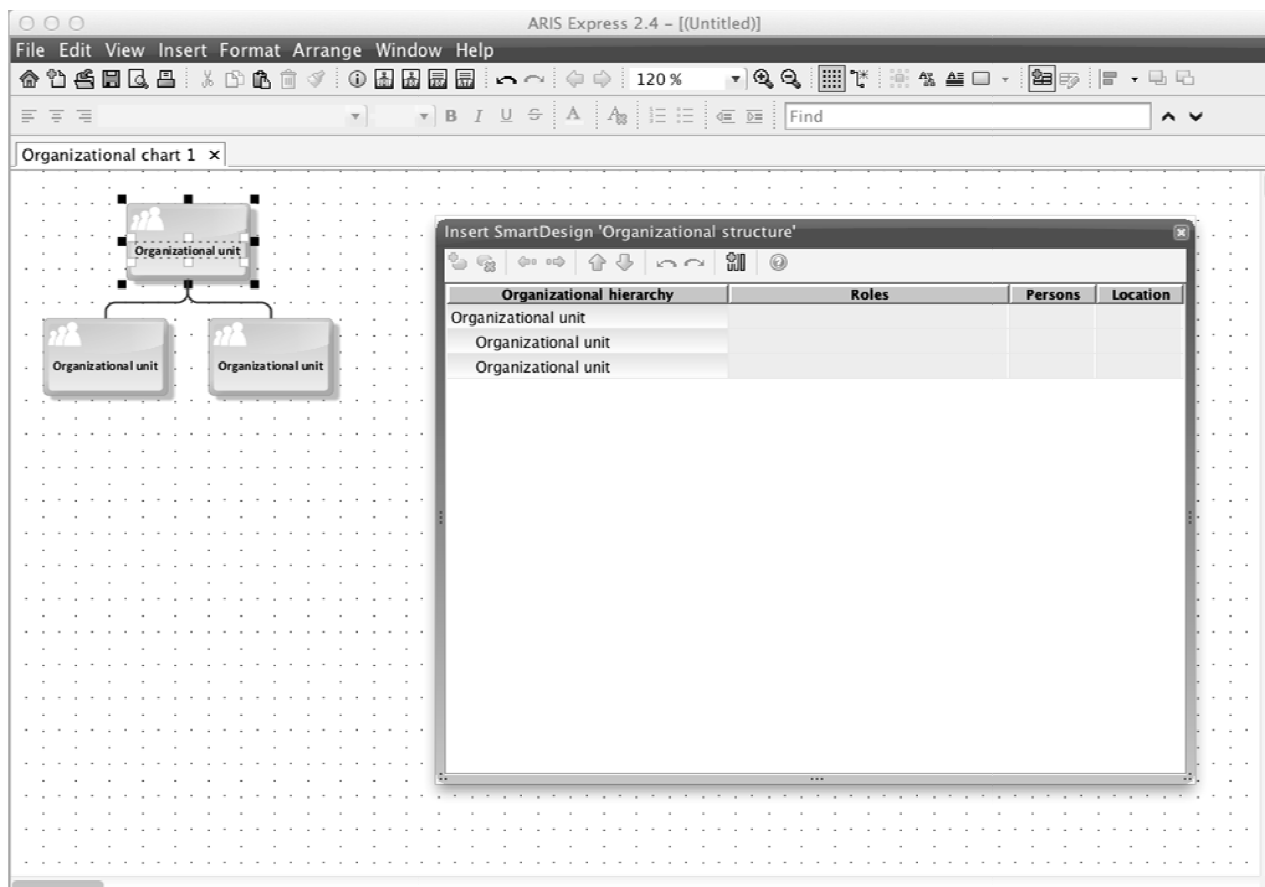 ARIS Express 2.4 – [(Untitled)]
File Edit View Insert Format Arrange Window Help
120 %
B I U S A
Find
Organizational chart 1
Organizational unit
Organizational unit Organizational unit
Insert SmartDesign 'Organizational structure'
Organizational hierarchy Roles Persons Location
Organizational unit
Organizational unit
Organizational unit